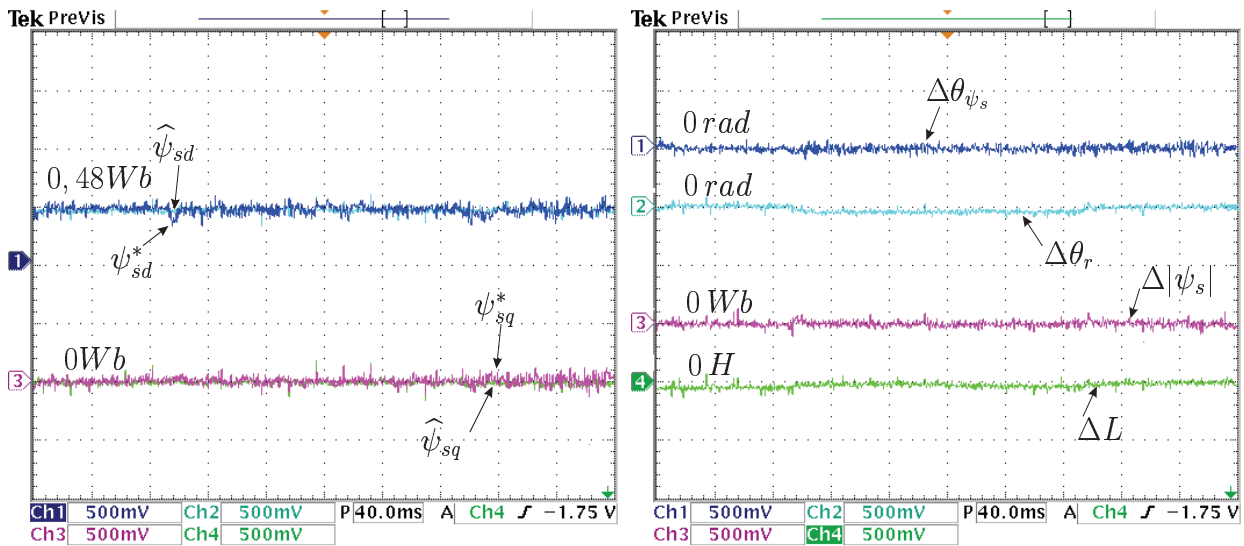 Tek PreVis
ψ̂sd
0, 48Wb
1
ψ*sd
ψ*sq
0Wb
3
ψ̂sq
Ch1 500mV Ch2 500mV P 40.0ms A Ch4 −1.75 V
Ch3 500mV Ch4 500mV
Tek PreVis
Δθψs
0 rad
1
0 rad
2
Δθr
Δ|ψs|
0 Wb
3
0 H
4
ΔL
Ch1 500mV Ch2 500mV P 40.0ms A Ch4 −1.75 V
Ch3 500mV Ch4 500mV